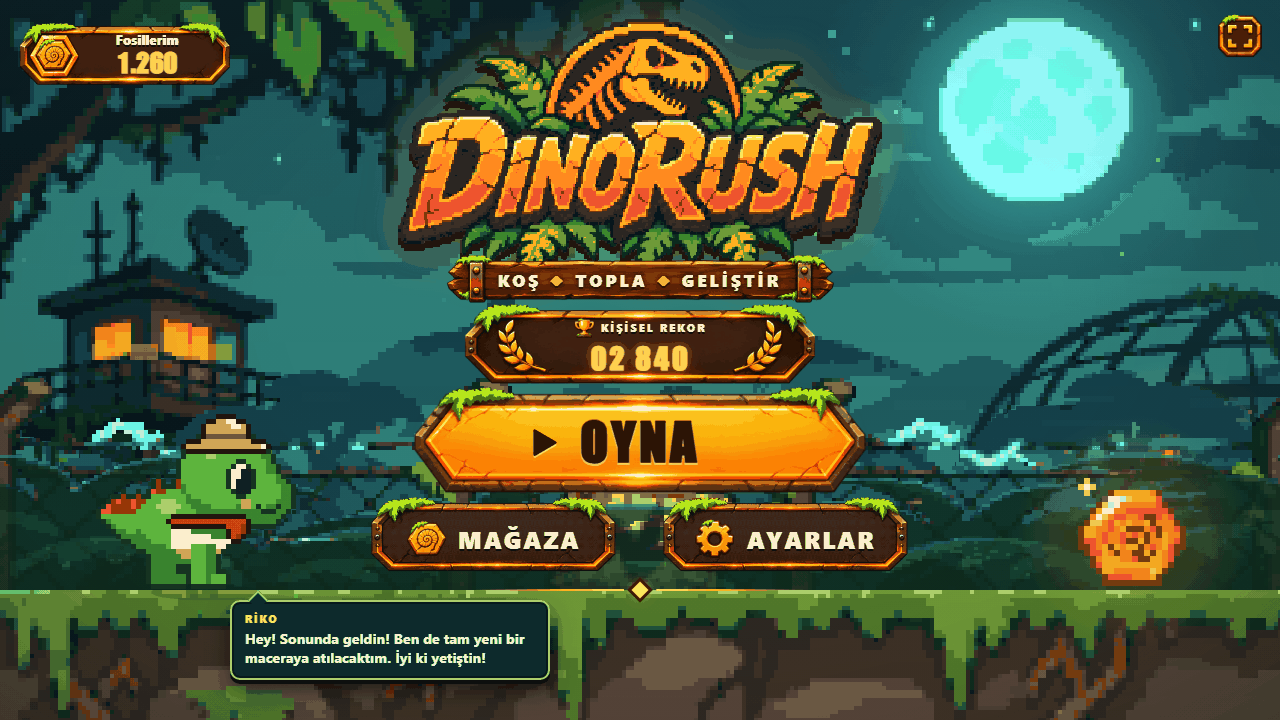 Fosillerim
1.260
DINORUSH
KOŞ ◆ TOPLA ◆ GELİŞTİR
KİŞİSEL REKOR
02 840
OYNA
MAĞAZA
AYARLAR
RİKO
Hey! Sonunda geldin! Ben de tam yeni bir
maceraya atılacaktım. İyi ki yetiştin!